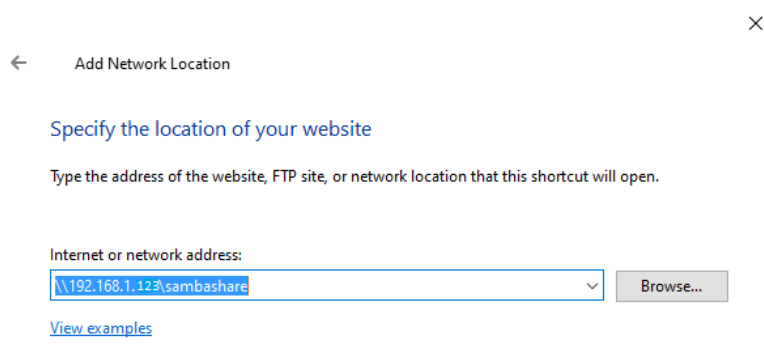 Add Network Location
Specify the location of your website
Type the address of the website, FTP site, or network location that this shortcut will open.
Internet or network address:
\\192.168.1.123\sambashare
Browse...
View examples